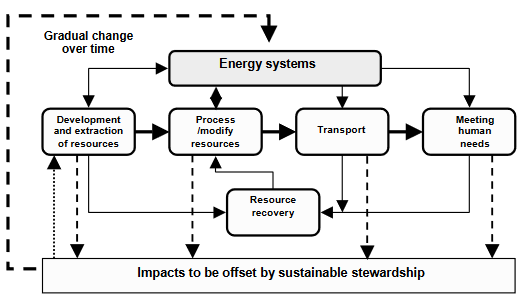 Gradual change
over time
Energy systems
Development
and extraction
of resources
Process
/modify
resources
Transport
Meeting
human
needs
Resource
recovery
Impacts to be offset by sustainable stewardship